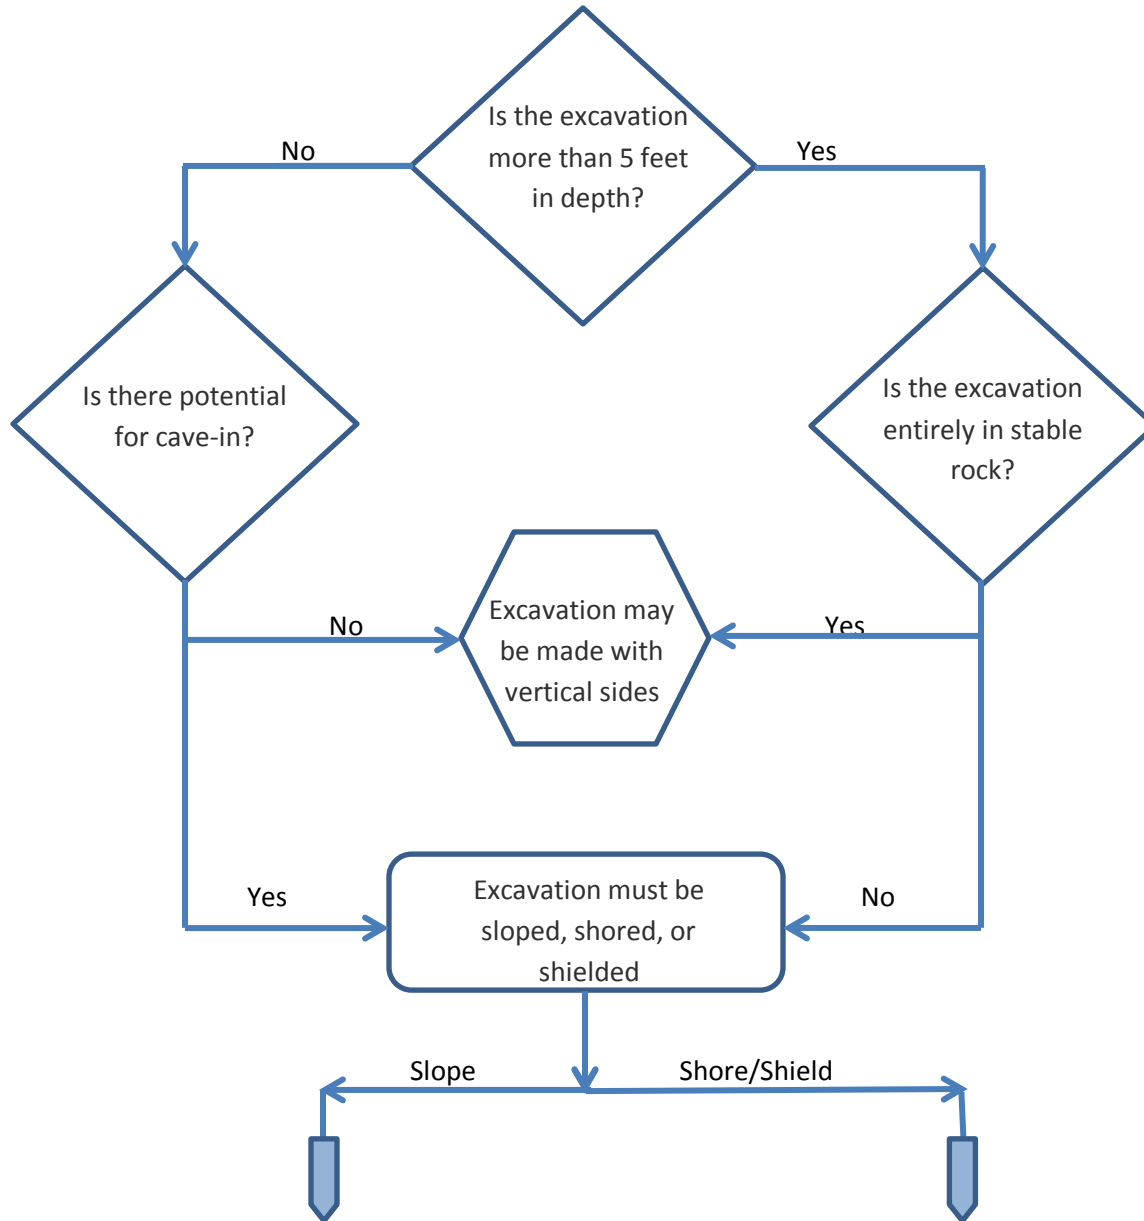 Is the excavation
more than 5 feet
in depth?
No
Yes
Is there potential
for cave-in?
Is the excavation
entirely in stable
rock?
No
Excavation may
be made with
vertical sides
Yes
Yes
Excavation must be
sloped, shored, or
shielded
No
Slope
Shore/Shield